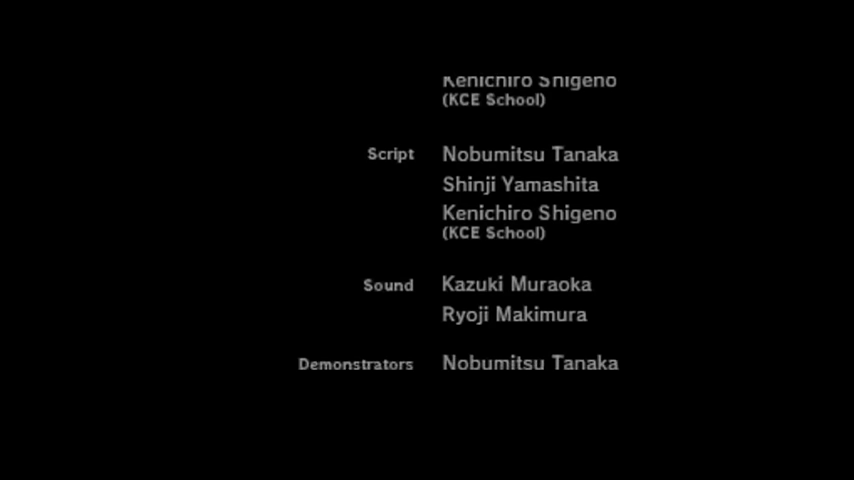 Kenichiro Shigeno
(KCE School)
Script Nobumitsu Tanaka
Shinji Yamashita
Kenichiro Shigeno
(KCE School)
Sound Kazuki Muraoka
Ryoji Makimura
Demonstrators Nobumitsu Tanaka